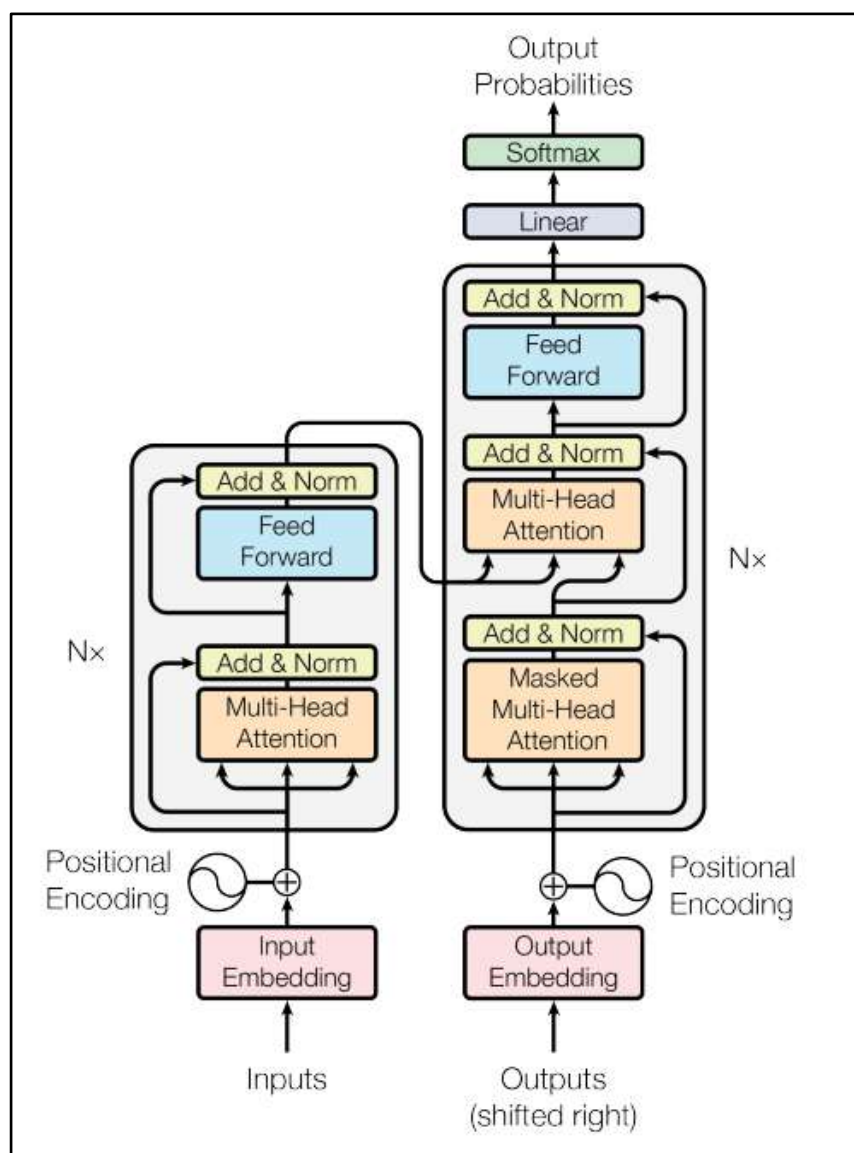 Output
Probabilities
Softmax
Linear
Add & Norm
Feed
Forward
Add & Norm
Multi-Head
Attention
Nx
Add & Norm
Masked
Multi-Head
Attention
Add & Norm
Feed
Forward
Nx
Add & Norm
Multi-Head
Attention
Positional
Encoding
Positional
Encoding
Input
Embedding
Output
Embedding
Inputs
Outputs
(shifted right)